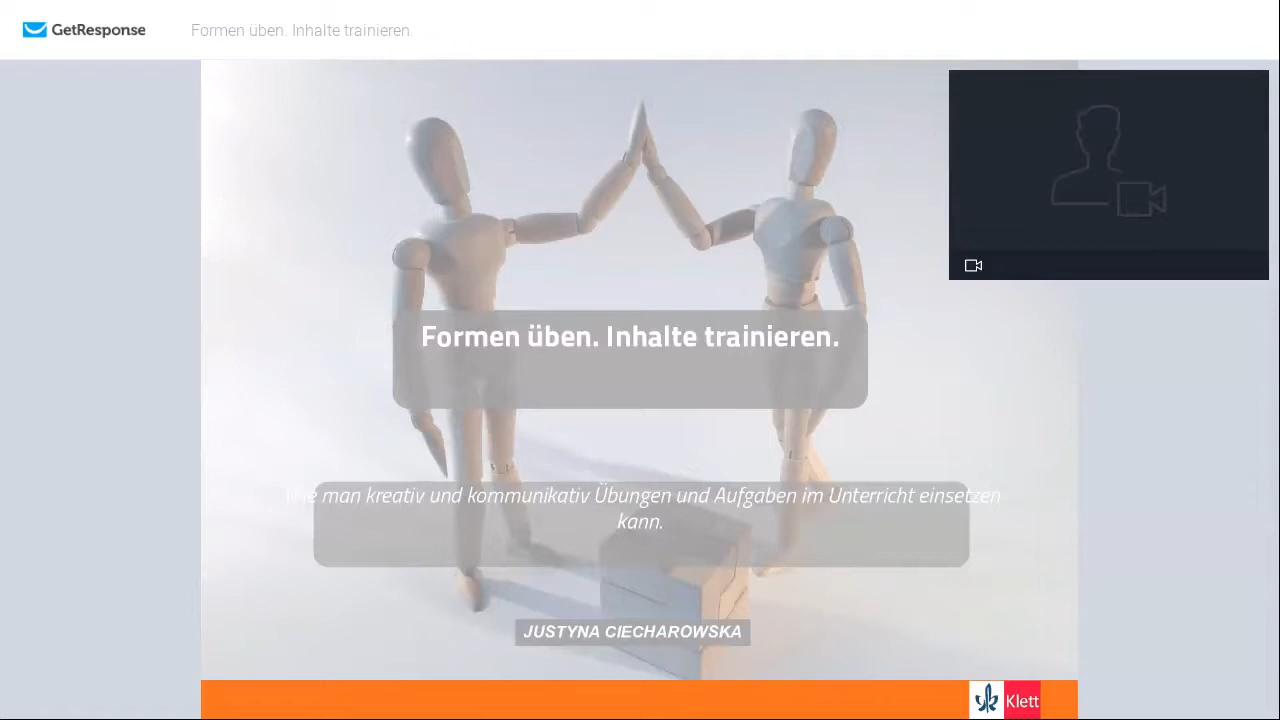 GetResponse
Formen üben. Inhalte trainieren.
Formen üben. Inhalte trainieren.
Wie man kreativ und kommunikativ Übungen und Aufgaben im Unterricht einsetzen
kann.
JUSTYNA CIECHAROWSKA
Klett